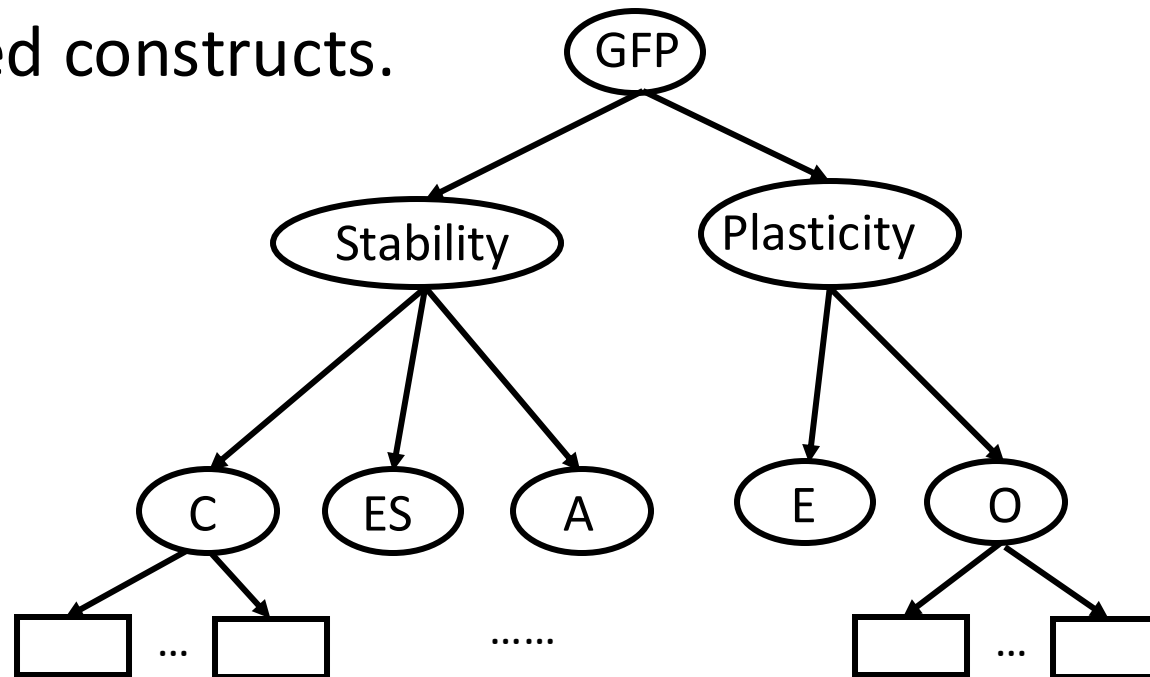 ed constructs.
GFP
Stability
Plasticity
C
ES
A
E
O
...
......
...